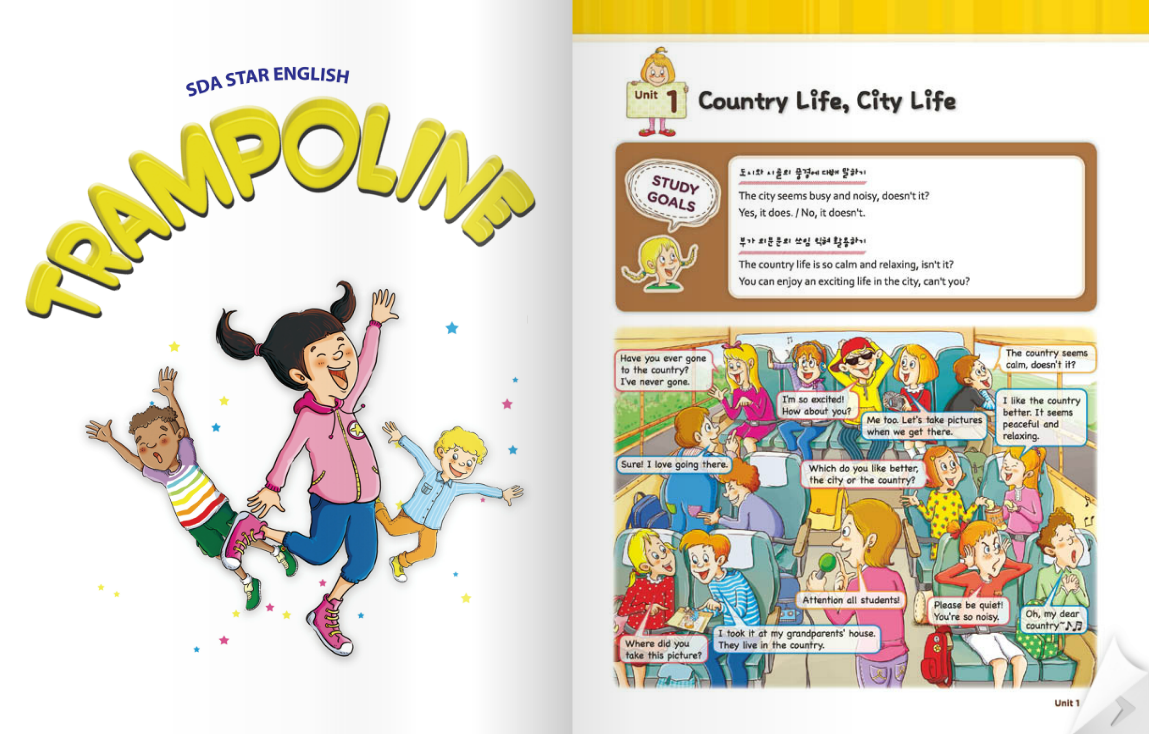 SDA STAR ENGLISH
TRAMPOLINE
Unit 1
Country Life, City Life
STUDY
GOALS
도시와 시골의 풍경에 대해 말하기
The city seems busy and noisy, doesn't it?
Yes, it does. / No, it doesn't.
부가 의문문의 쓰임 익혀 활동하기
The country life is so calm and relaxing, isn't it?
You can enjoy an exciting life in the city, can't you?
Have you ever gone
to the country?
I've never gone.
The country seems
calm, doesn't it?
I'm so excited!
How about you?
Me too. Let's take pictures
when we get there.
I like the country
better. It seems
peaceful and
relaxing.
Sure! I love going there.
Which do you like better,
the city or the country?
Attention all students!
Please be quiet!
You're so noisy.
Oh, my dear
country~♪♫
Where did you
take this picture?
I took it at my grandparents' house.
They live in the country.
Unit 1